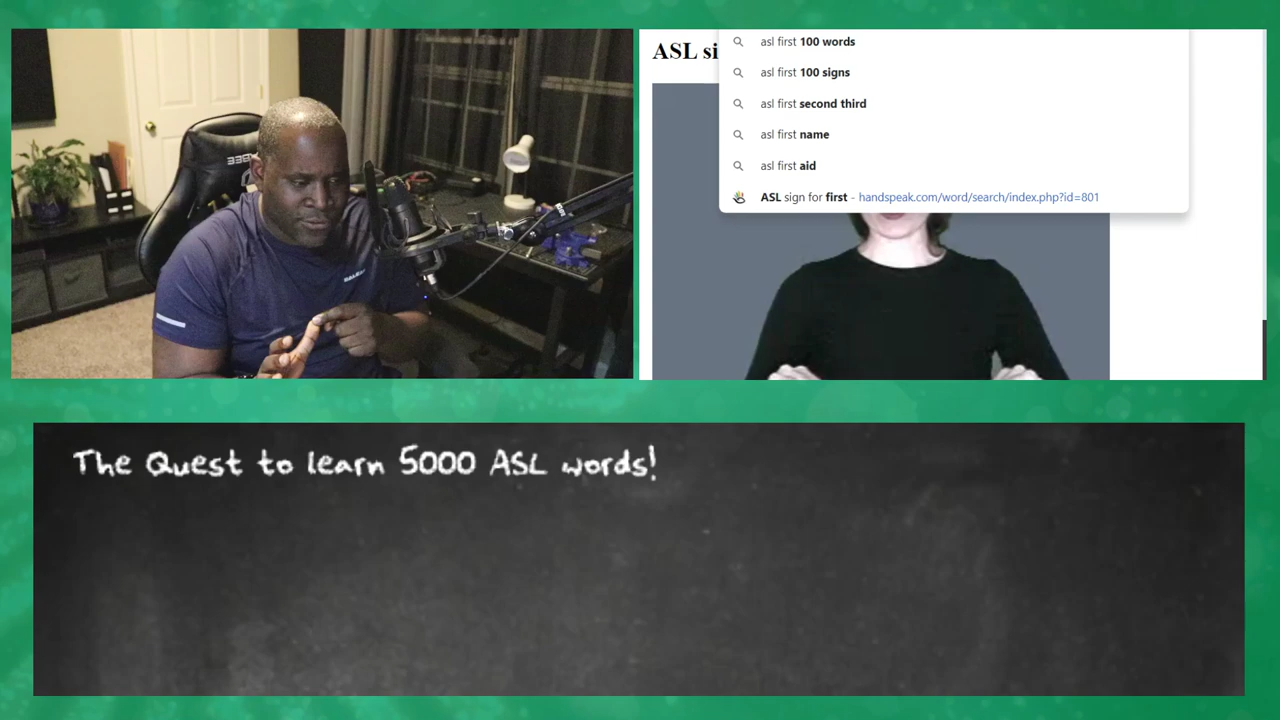 ASL si
asl first 100 words
asl first 100 signs
asl first second third
asl first name
asl first aid
ASL sign for first - handspeak.com/word/search/index.php?id=801
The Quest to learn 5000 ASL words!